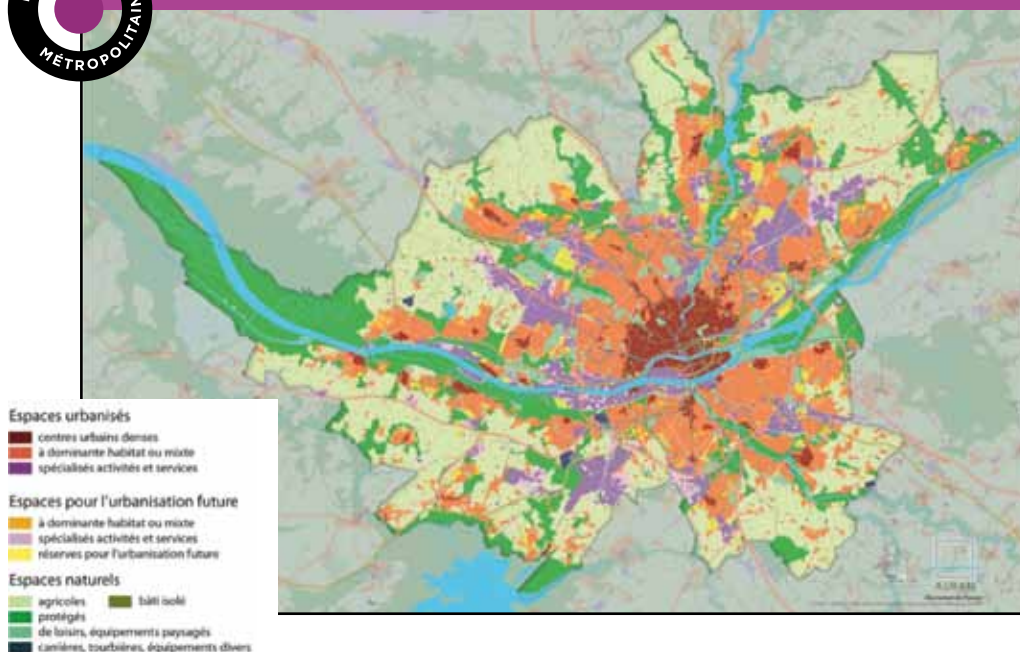 MÉTROPOLITAIN
Espaces urbanisés
centres urbains denses
à dominante habitat ou mixte
spécialisés activités et services
Espaces pour l'urbanisation future
à dominante habitat ou mixte
spécialisés activités et services
réserves pour l'urbanisation future
Espaces naturels
agricoles
bâti isolé
protégés
de loisirs, équipements paysagés
carrières, tourbières, équipements divers